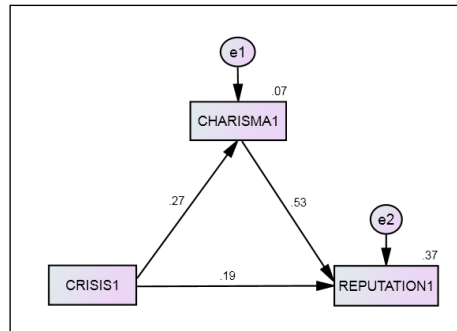 e1
.07
CHARISMA1
.27
.53
e2
.37
CRISIS1
.19
REPUTATION1